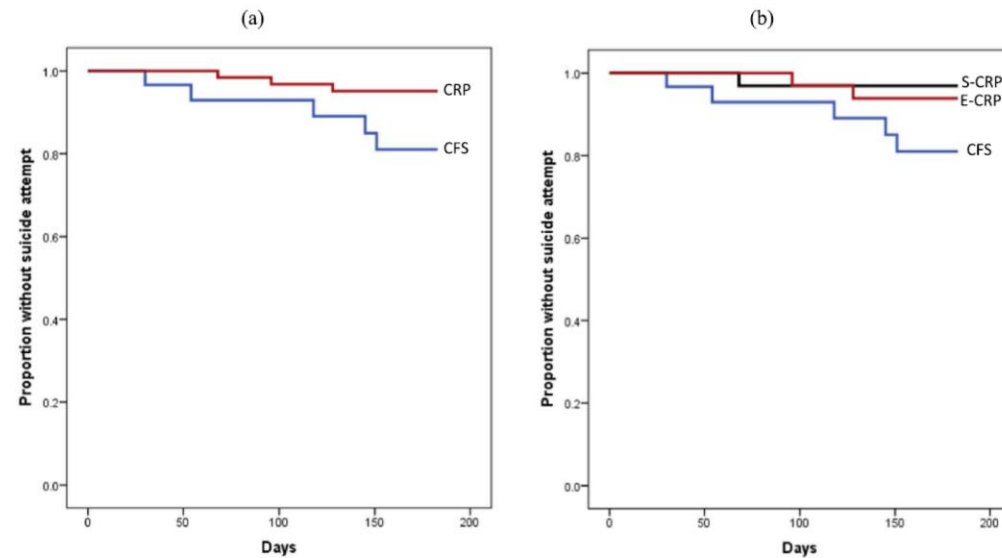 (a)
(b)
Proportion without suicide attempt
1.0
0.8
0.6
0.4
0.2
0.0
CRP
CFS
0 50 100 150 200
Days
Proportion without suicide attempt
1.0
0.8
0.6
0.4
0.2
0.0
S-CRP
E-CRP
CFS
0 50 100 150 200
Days